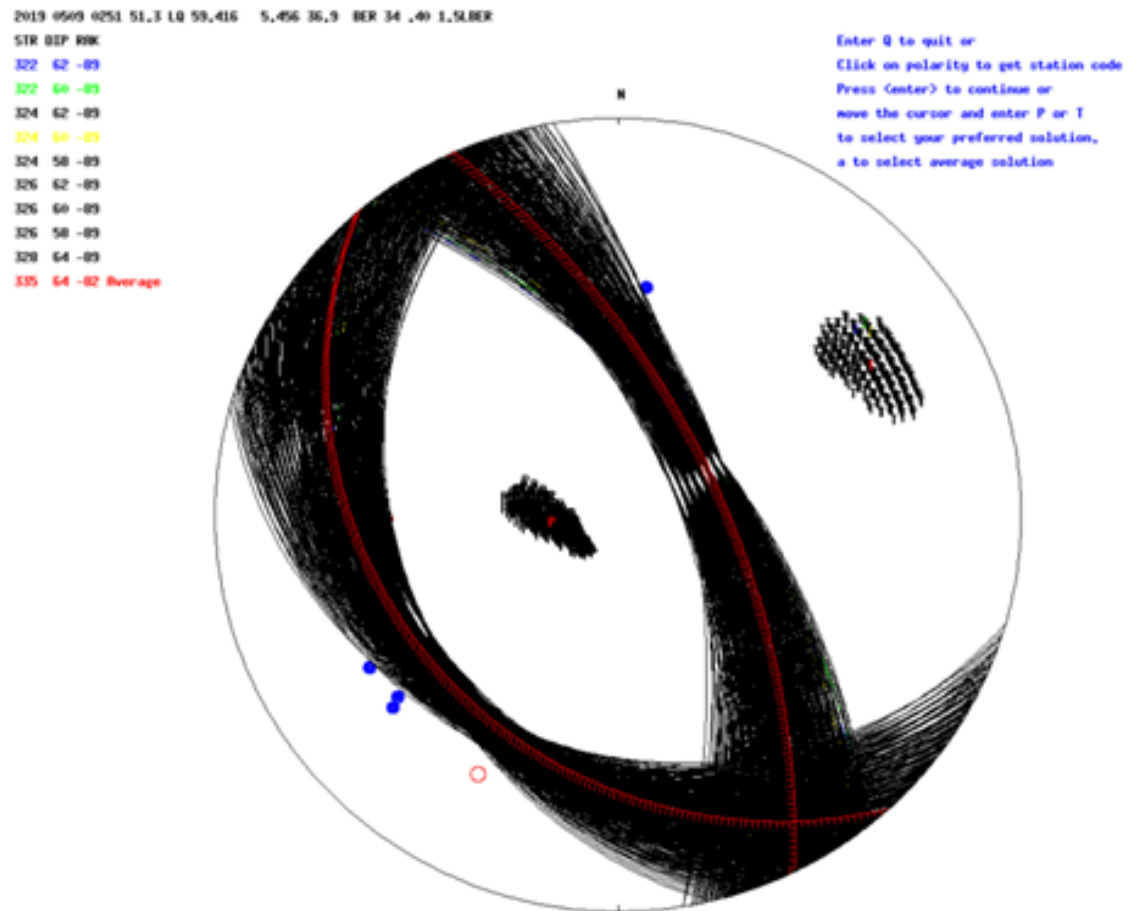 2019 0509 0251 51.3 LQ 59.416 5.456 36.9 BER 34 .40 1.5LBER
STR DIP RAK
322 62 -89
322 60 -89
324 62 -89
324 60 -89
324 58 -89
326 62 -89
326 60 -89
326 58 -89
328 64 -89
335 64 -82 Average
Enter Q to quit or
Click on polarity to get station code
Press <enter> to continue or
move the cursor and enter P or T
to select your preferred solution,
a to select average solution
N